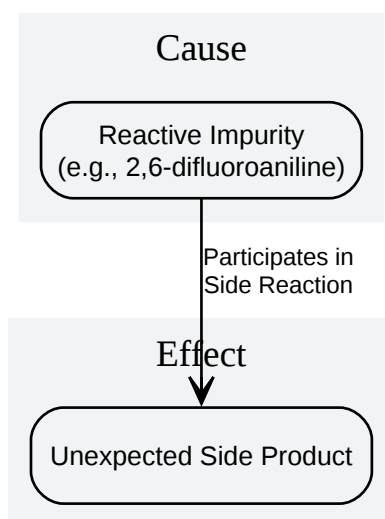 Cause
Reactive Impurity
(e.g., 2,6-difluoroaniline)
Participates in
Side Reaction
Effect
Unexpected Side Product